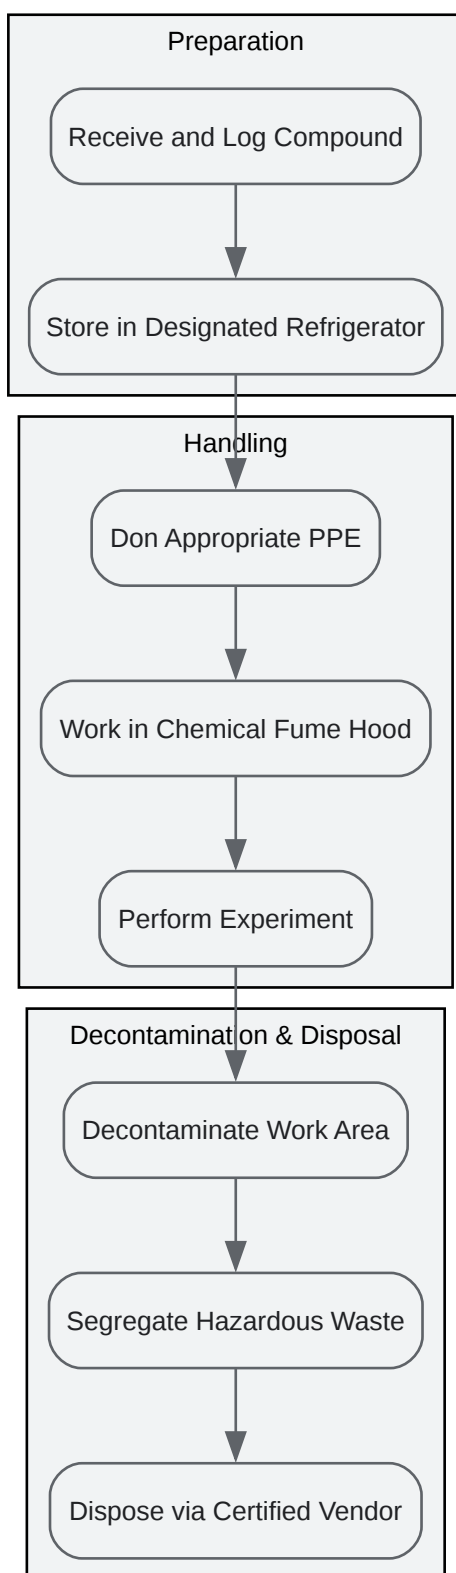 Preparation
Receive and Log Compound
Store in Designated Refrigerator
Handling
Don Appropriate PPE
Work in Chemical Fume Hood
Perform Experiment
Decontamination & Disposal
Decontaminate Work Area
Segregate Hazardous Waste
Dispose via Certified Vendor